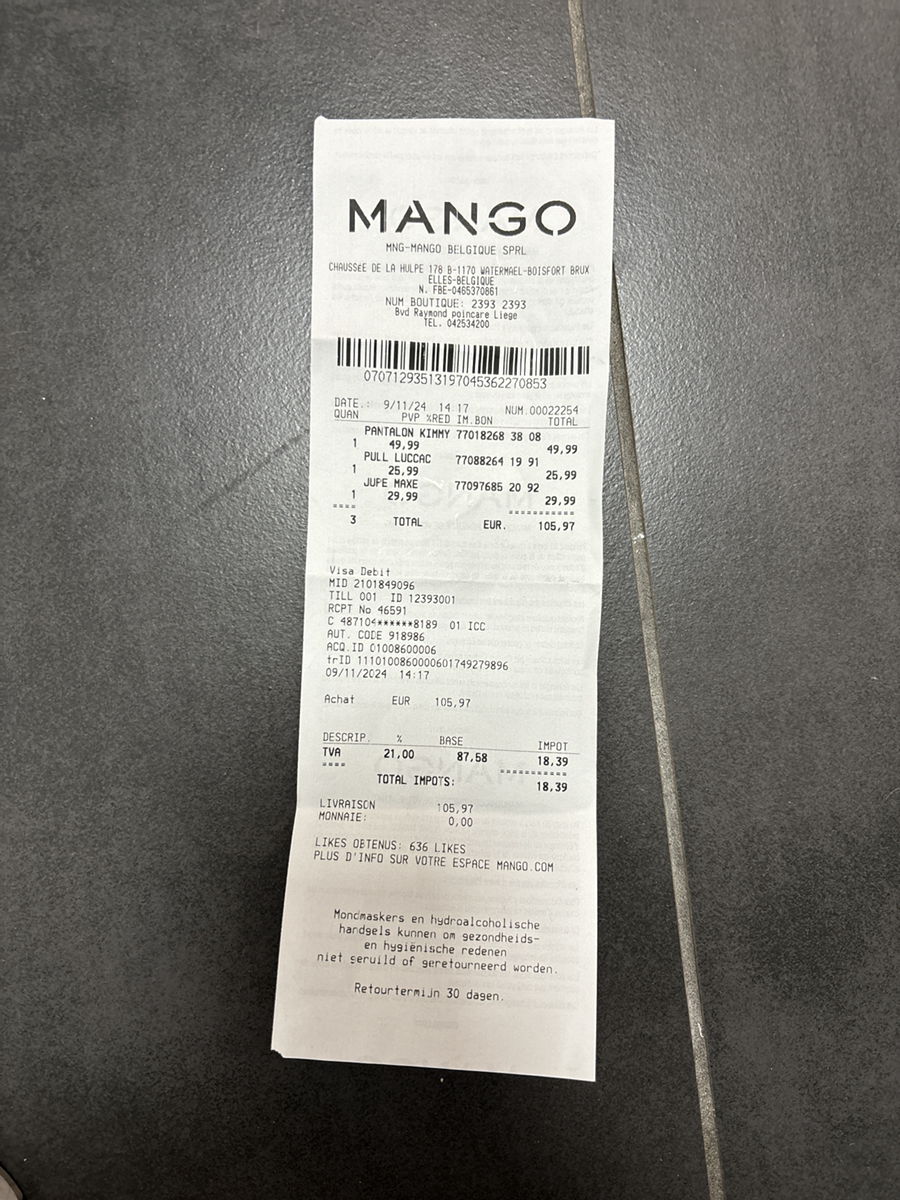 MANGO
MNG-MANGO BELGIQUE SPRL
CHAUSSéE DE LA HULPE 178 B-1170 WATERMAEL-BOISFORT BRUX
ELLES-BELGIQUE
N. FBE-0465370861
NUM BOUTIQUE: 2393 2393
Bvd Raymond poincare Liege
TEL. 042534200
07071293513197045362270853
DATE.: 9/11/24 14 17 NUM.00022254
QUAN PVP %RED IM.BON TOTAL
PANTALON KIMMY 77018268 38 08
1 49,99 49,99
PULL LUCCAC 77088264 19 91
1 25,99 25,99
JUPE MAXE 77097685 20 92
1 29,99 29,99
==== ===========
3 TOTAL EUR. 105,97
Visa Debit
MID 2101849096
TILL 001 ID 12393001
RCPT No 46591
C 487104******8189 01 ICC
AUT. CODE 918986
ACQ.ID 01008600006
trID 1110100860000601749279896
09/11/2024 14:17
Achat EUR 105,97
DESCRIP. % BASE IMPOT
TVA 21,00 87,58 18,39
==== ===========
TOTAL IMPOTS: 18,39
LIVRAISON 105,97
MONNAIE: 0,00
LIKES OBTENUS: 636 LIKES
PLUS D'INFO SUR VOTRE ESPACE MANGO.COM
Mondmaskers en hydroalcoholische
handgels kunnen om gezondheids-
en hygiënische redenen
niet geruild of geretourneerd worden.
Retourtermijn 30 dagen.